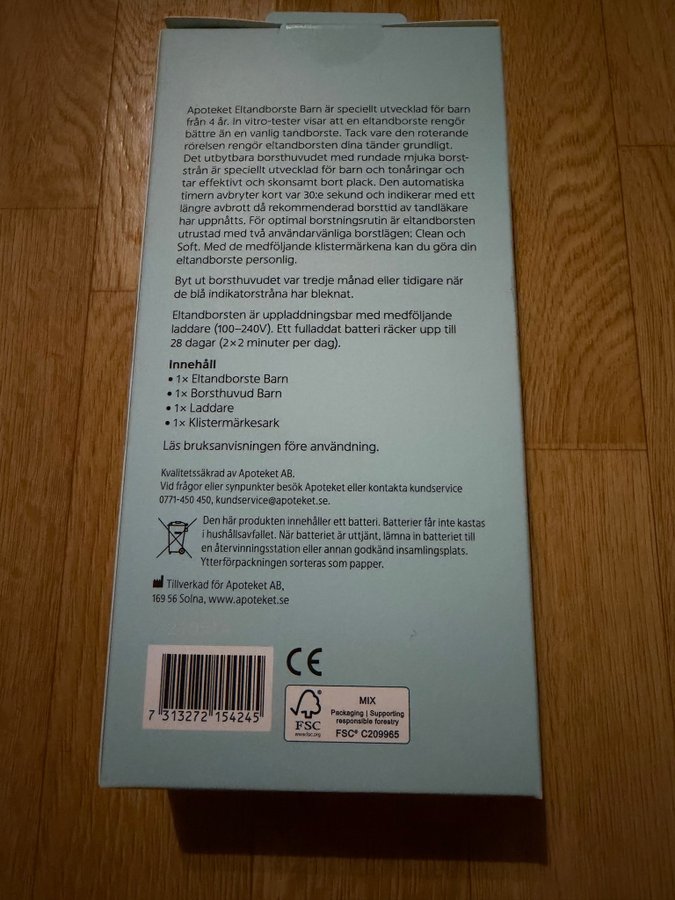 Apoteket Eltandborste Barn är speciellt utvecklad för barn
från 4 år. In vitro-tester visar att en eltandborste rengör
bättre än en vanlig tandborste. Tack vare den roterande
rörelsen rengör eltandborsten dina tänder grundligt.
Det utbytbara borsthuvudet med rundade mjuka borst-
strån är speciellt utvecklad för barn och tonåringar och
tar effektivt och skonsamt bort plack. Den automatiska
timern avbryter kort var 30:e sekund och indikerar med ett
längre avbrott då rekommenderad borsttid av tandläkare
har uppnåtts. För optimal borstningsrutin är eltandborsten
utrustad med två användarvänliga borstlägen: Clean och
Soft. Med de medföljande klistermärkena kan du göra din
eltandborste personlig.
Byt ut borsthuvudet var tredje månad eller tidigare när
de blå indikatorstråna har bleknat.
Eltandborsten är uppladdningsbar med medföljande
laddare (100–240V). Ett fulladdat batteri räcker upp till
28 dagar (2×2 minuter per dag).
Innehåll
• 1× Eltandborste Barn
• 1× Borsthuvud Barn
• 1× Laddare
• 1× Klistermärkesark
Läs bruksanvisningen före användning.
Kvalitetssäkrad av Apoteket AB.
Vid frågor eller synpunkter besök Apoteket eller kontakta kundservice
0771-450 450, kundservice@apoteket.se.
Den här produkten innehåller ett batteri. Batterier får inte kastas
i hushållsavfallet. När batteriet är uttjänt, lämna in batteriet till
en återvinningsstation eller annan godkänd insamlingsplats.
Ytterförpackningen sorteras som papper.
Tillverkad för Apoteket AB,
169 56 Solna, www.apoteket.se
7 313272 154245
CE
FSC
www.fsc.org
MIX
Packaging | Supporting
responsible forestry
FSC® C209965